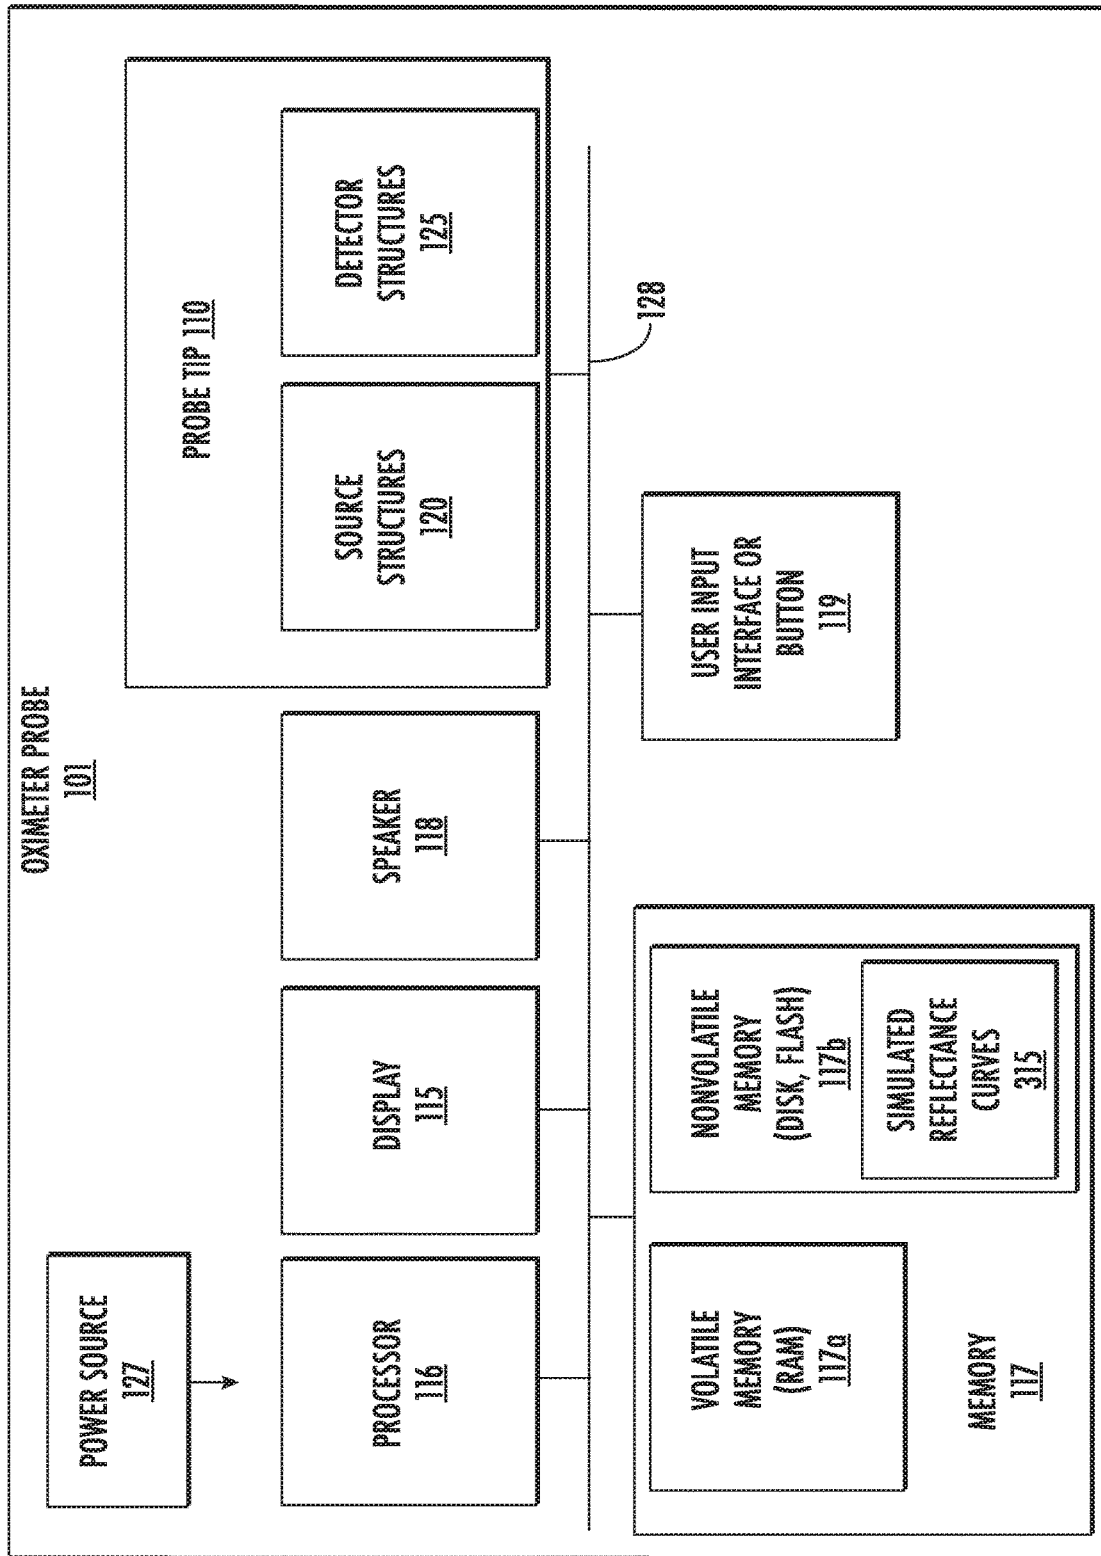 OXIMETER PROBE
101
POWER SOURCE
127
PROCESSOR
116
DISPLAY
115
SPEAKER
118
PROBE TIP 110
SOURCE
STRUCTURES
120
DETECTOR
STRUCTURES
125
128
VOLATILE
MEMORY
(RAM)
117a
MEMORY
117
NONVOLATILE
MEMORY
(DISK, FLASH)
117b
SIMULATED
REFLECTANCE
CURVES
315
USER INPUT
INTERFACE OR
BUTTON
119